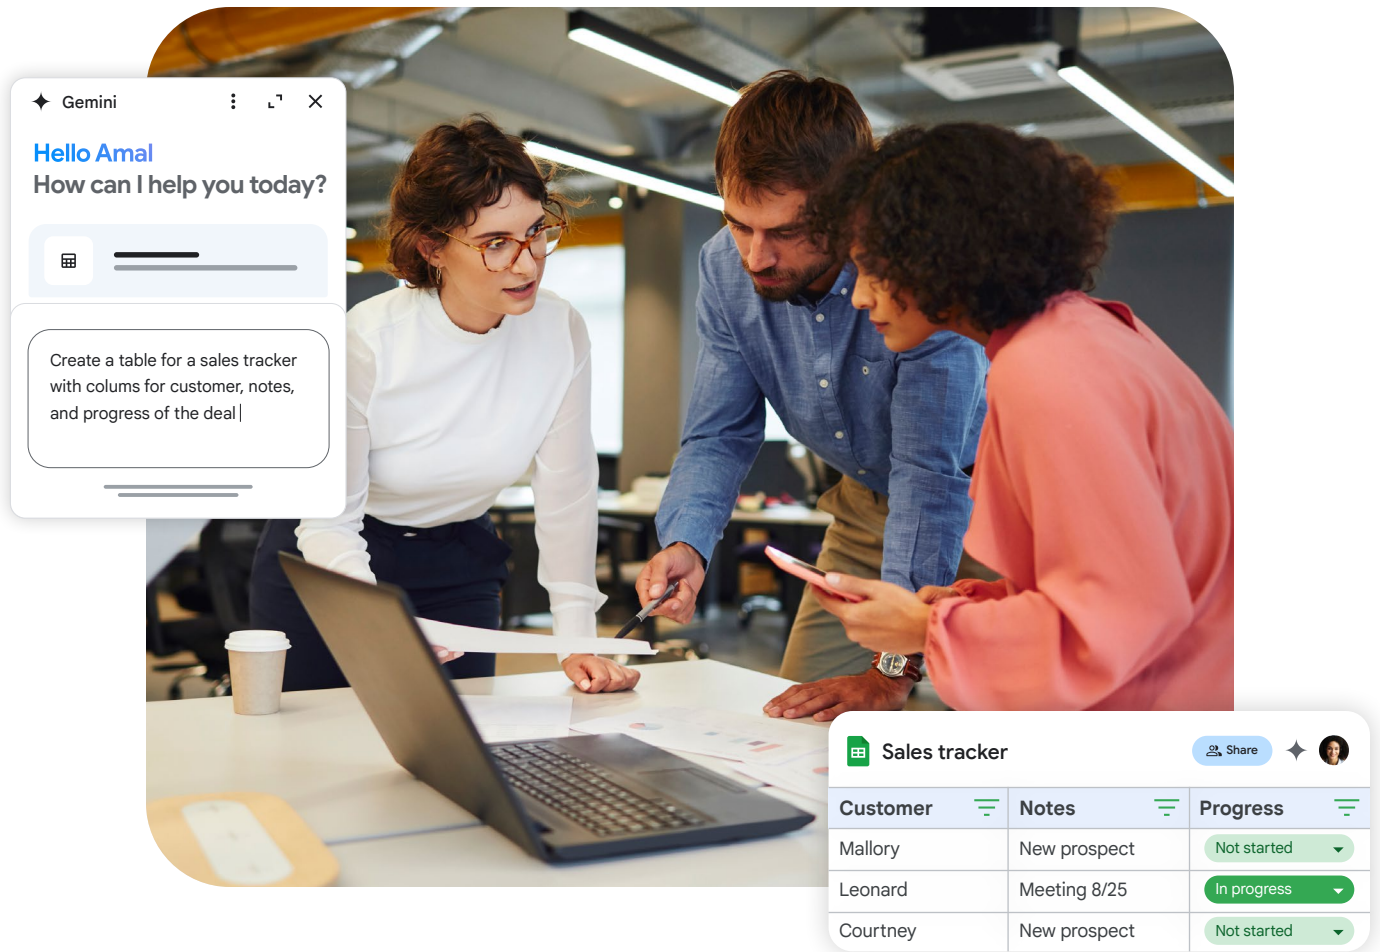 Gemini
Hello Amal
How can I help you today?
Create a table for a sales tracker
with colums for customer, notes,
and progress of the deal
Sales tracker
Share
Customer Notes Progress
Mallory New prospect Not started
Leonard Meeting 8/25 In progress
Courtney New prospect Not started